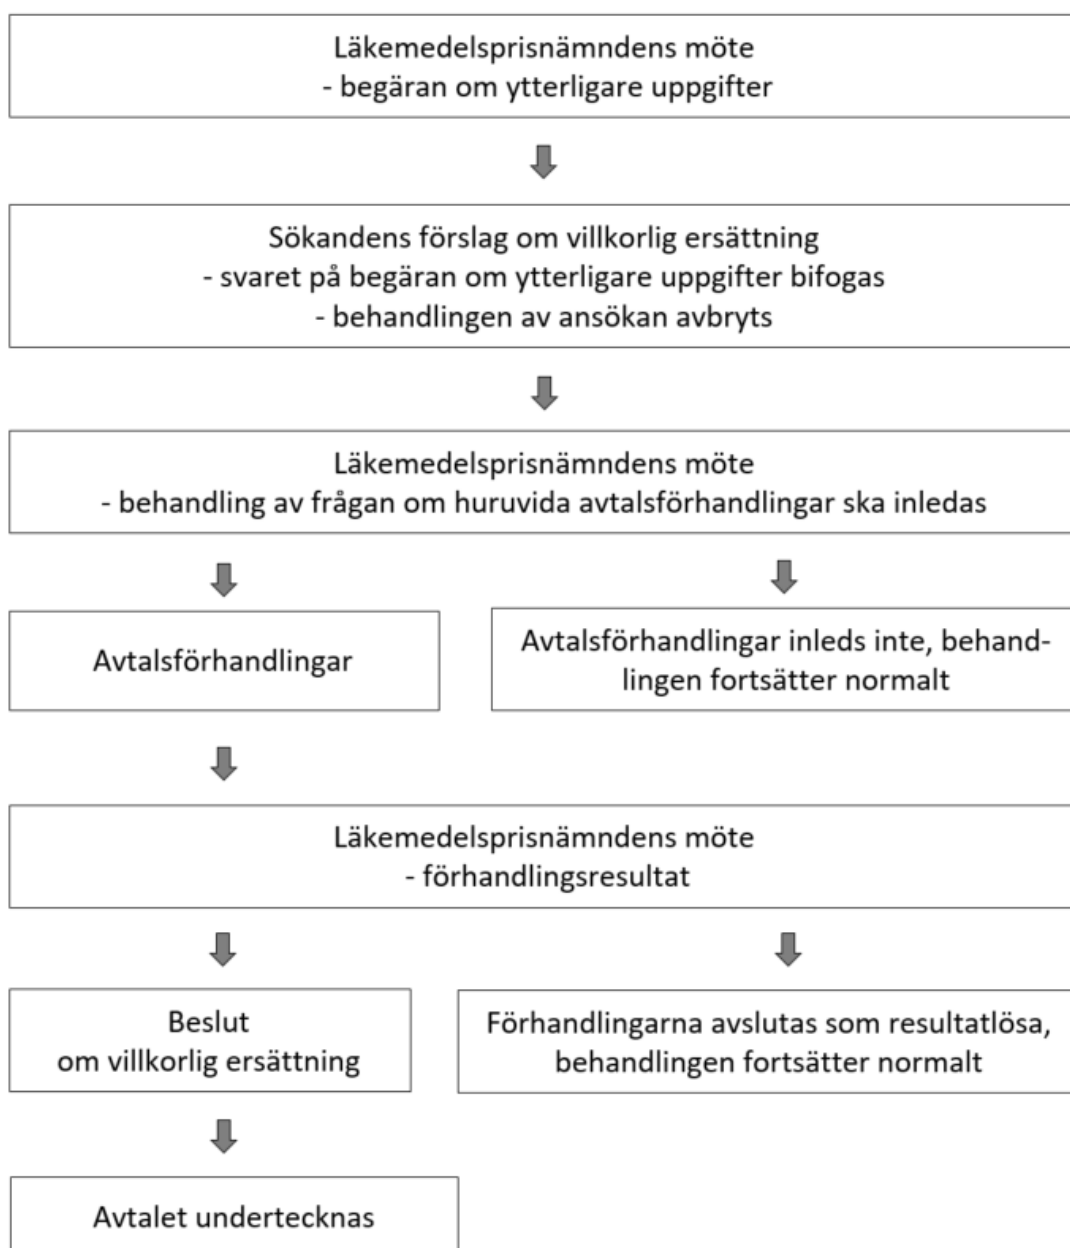 Läkemedelsprisnämndens möte
- begäran om ytterligare uppgifter
Sökandens förslag om villkorlig ersättning
- svaret på begäran om ytterligare uppgifter bifogas
- behandlingen av ansökan avbryts
Läkemedelsprisnämndens möte
- behandling av frågan om huruvida avtalsförhandlingar ska inledas
Avtalsförhandlingar
Avtalsförhandlingar inleds inte, behand-
lingen fortsätter normalt
Läkemedelsprisnämndens möte
- förhandlingsresultat
Beslut
om villkorlig ersättning
Förhandlingarna avslutas som resultatlösa,
behandlingen fortsätter normalt
Avtalet undertecknas